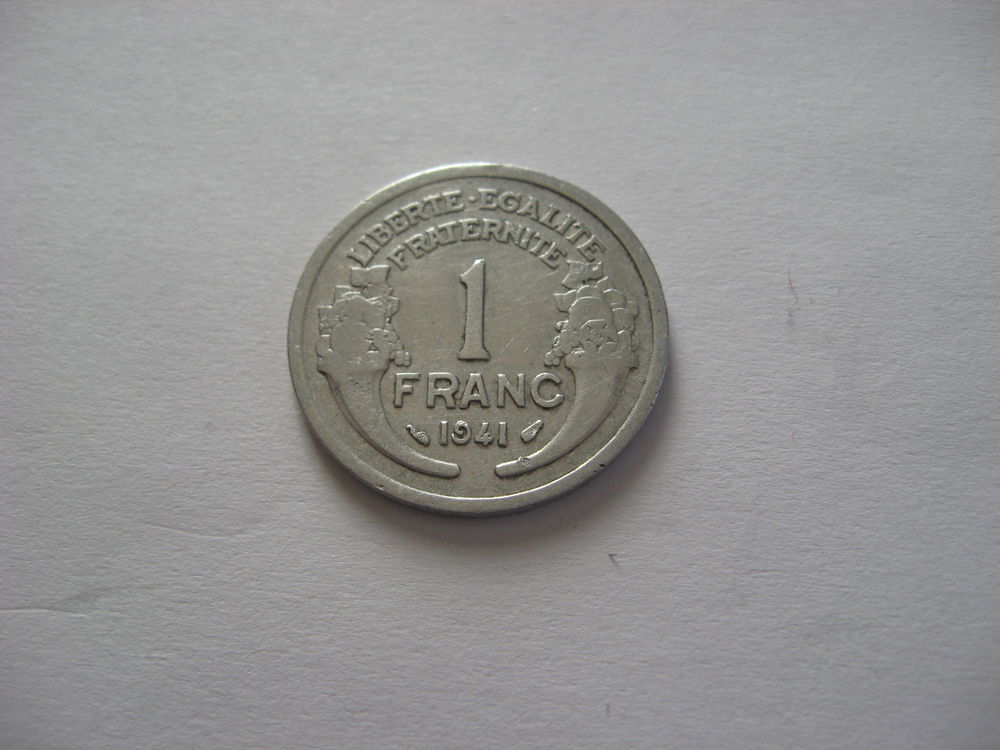 LIBERTE·EGALITE
FRATERNITE
1
FRANC
1941